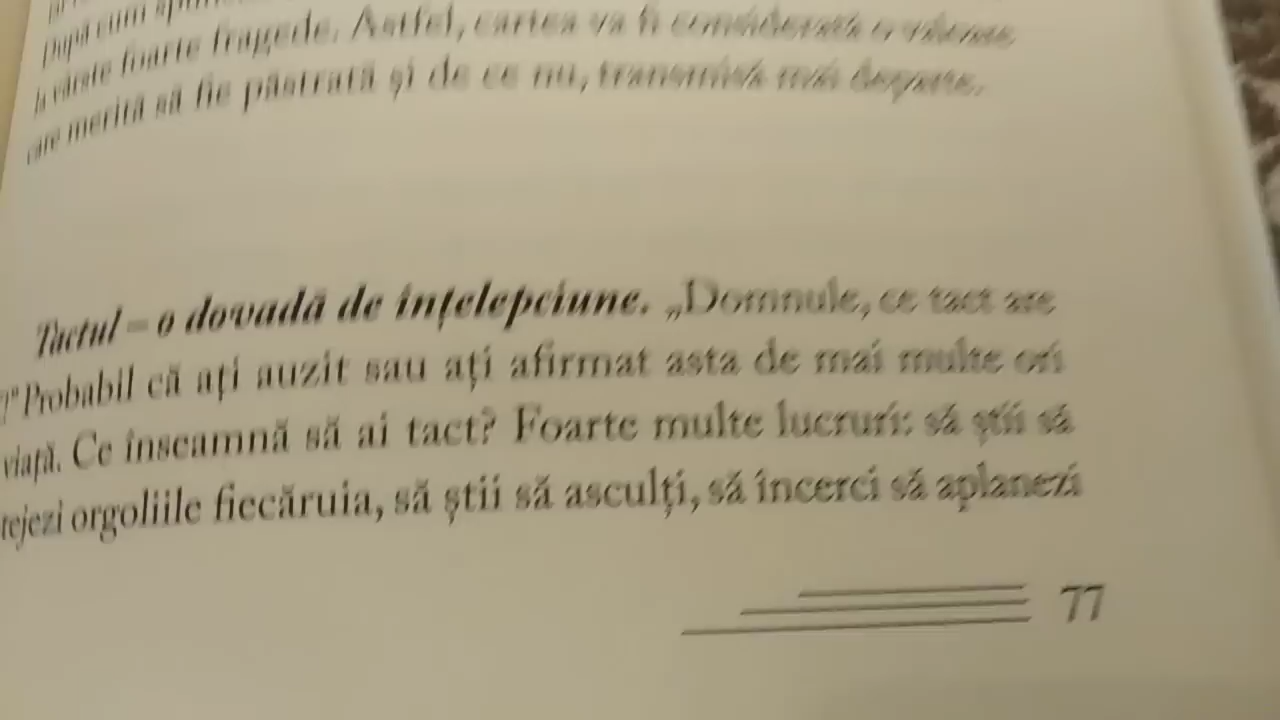 După cum
la vârste foarte fragede. Astfel, cartea va fi considerată o
care merită să fie păstrată și de ce nu, transmisă mai departe.
Tactul – o dovadă de înțelepciune. „Domnule, ce tact are
?” Probabil că ați auzit sau ați afirmat asta de mai multe ori
viață. Ce înseamnă să ai tact? Foarte multe lucruri: să știi să
tejezi orgoliile fiecăruia, să știi să asculți, să încerci să aplanezi
77